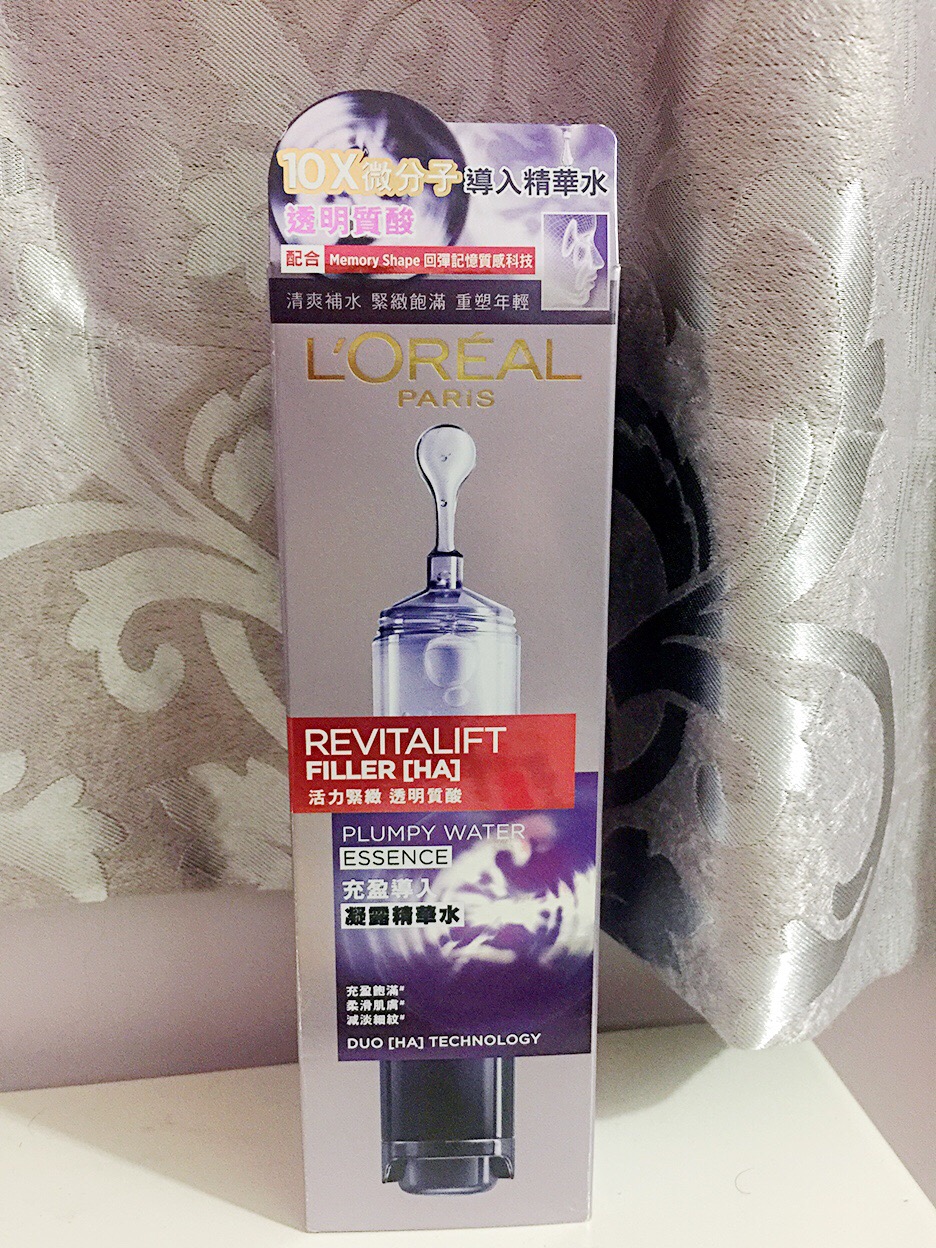 10X微分子導入精華水
透明質酸
配合 Memory Shape 回彈記憶質感科技
清爽補水 緊緻飽滿 重塑年輕
L'ORÉAL
PARiS
REVITALIFT
FILLER [HA]
活力緊緻 透明質酸
PLUMPY WATER
ESSENCE
充盈導入
凝露精華水
充盈飽滿#
柔滑肌膚#
減淡細紋#
DUO [HA] TECHNOLOGY